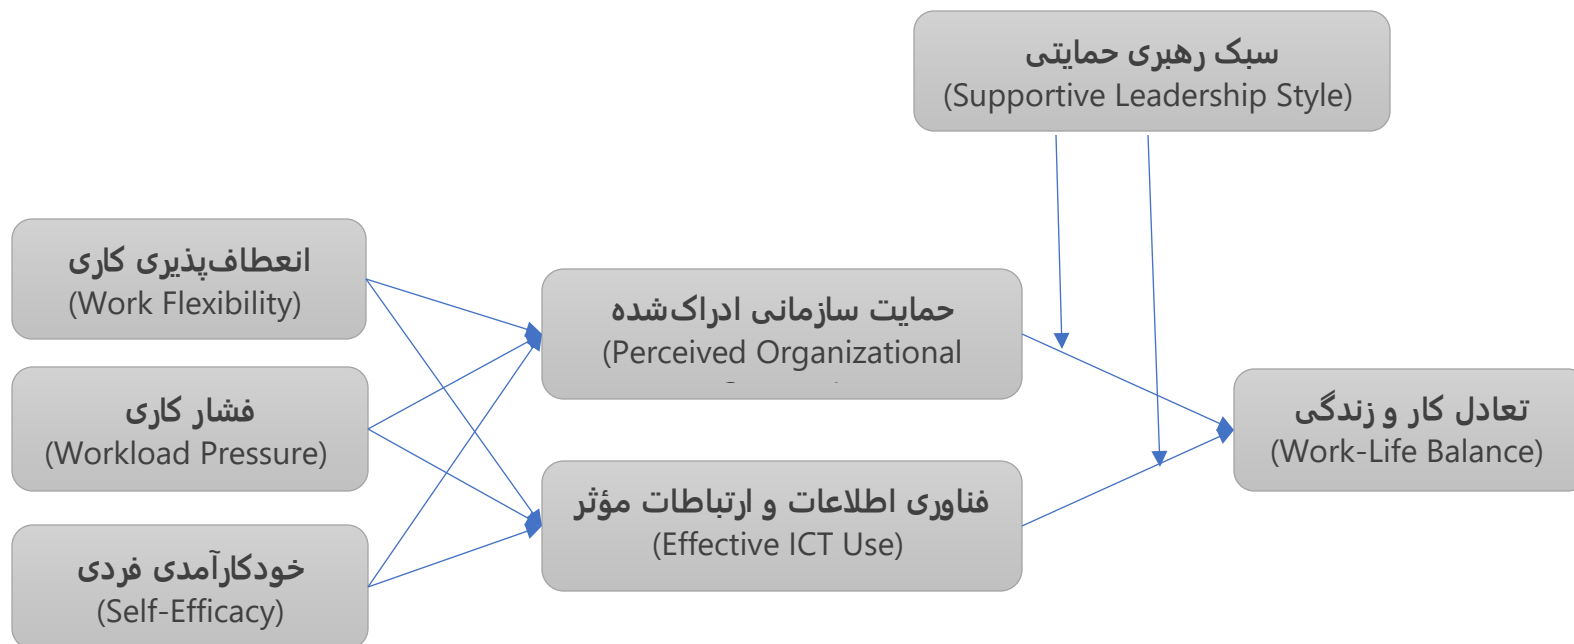 سبک رهبری حمایتی
(Supportive Leadership Style)
انعطاف‌پذیری کاری
(Work Flexibility)
حمایت سازمانی ادراک‌شده
(Perceived Organizational
فشار کاری
(Workload Pressure)
تعادل کار و زندگی
(Work-Life Balance)
فناوری اطلاعات و ارتباطات مؤثر
(Effective ICT Use)
خودکارآمدی فردی
(Self-Efficacy)